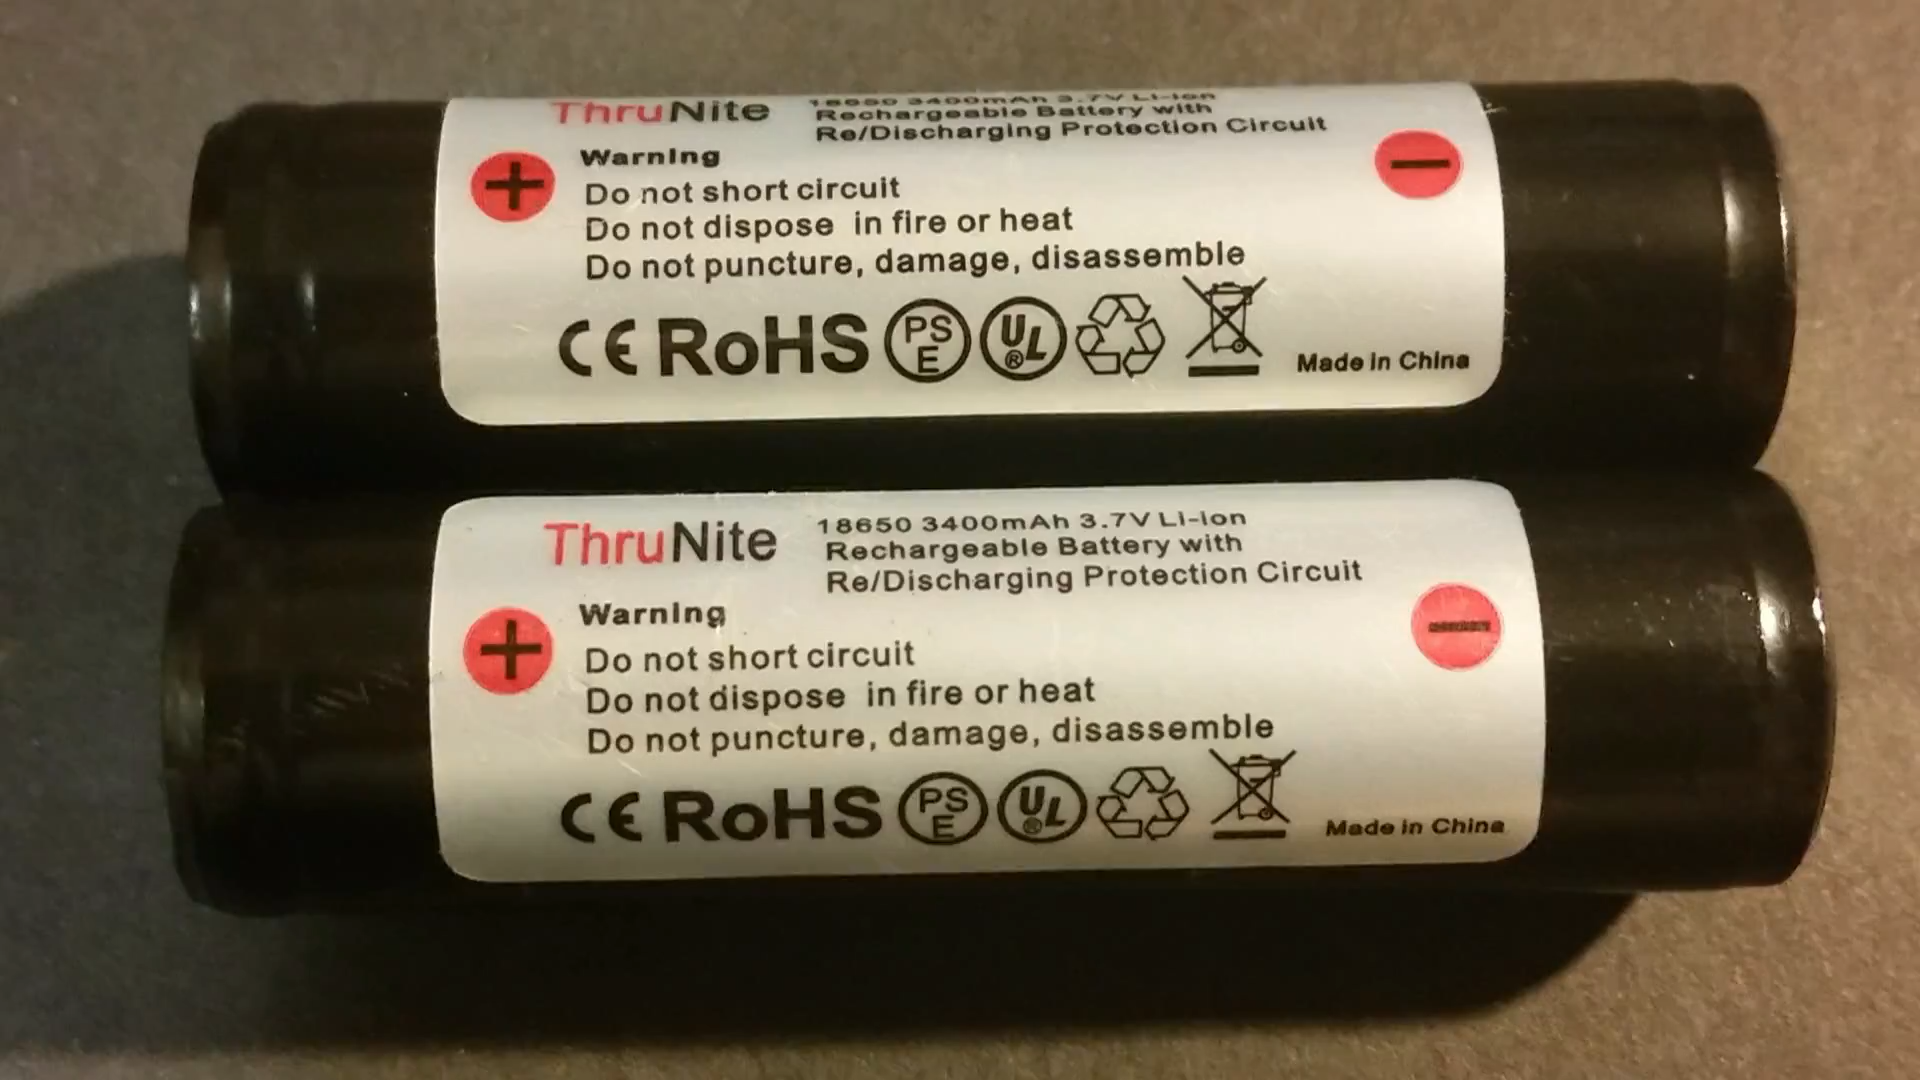 ThruNite
18650 3400mAh 3.7V Li-ion
Rechargeable Battery with
Re/Discharging Protection Circuit
+
-
Warning
Do not short circuit
Do not dispose in fire or heat
Do not puncture, damage, disassemble
CE RoHS PS E UL ®
Made in China
ThruNite
18650 3400mAh 3.7V Li-ion
Rechargeable Battery with
Re/Discharging Protection Circuit
+
-
Warning
Do not short circuit
Do not dispose in fire or heat
Do not puncture, damage, disassemble
CE RoHS PS E UL ®
Made in China